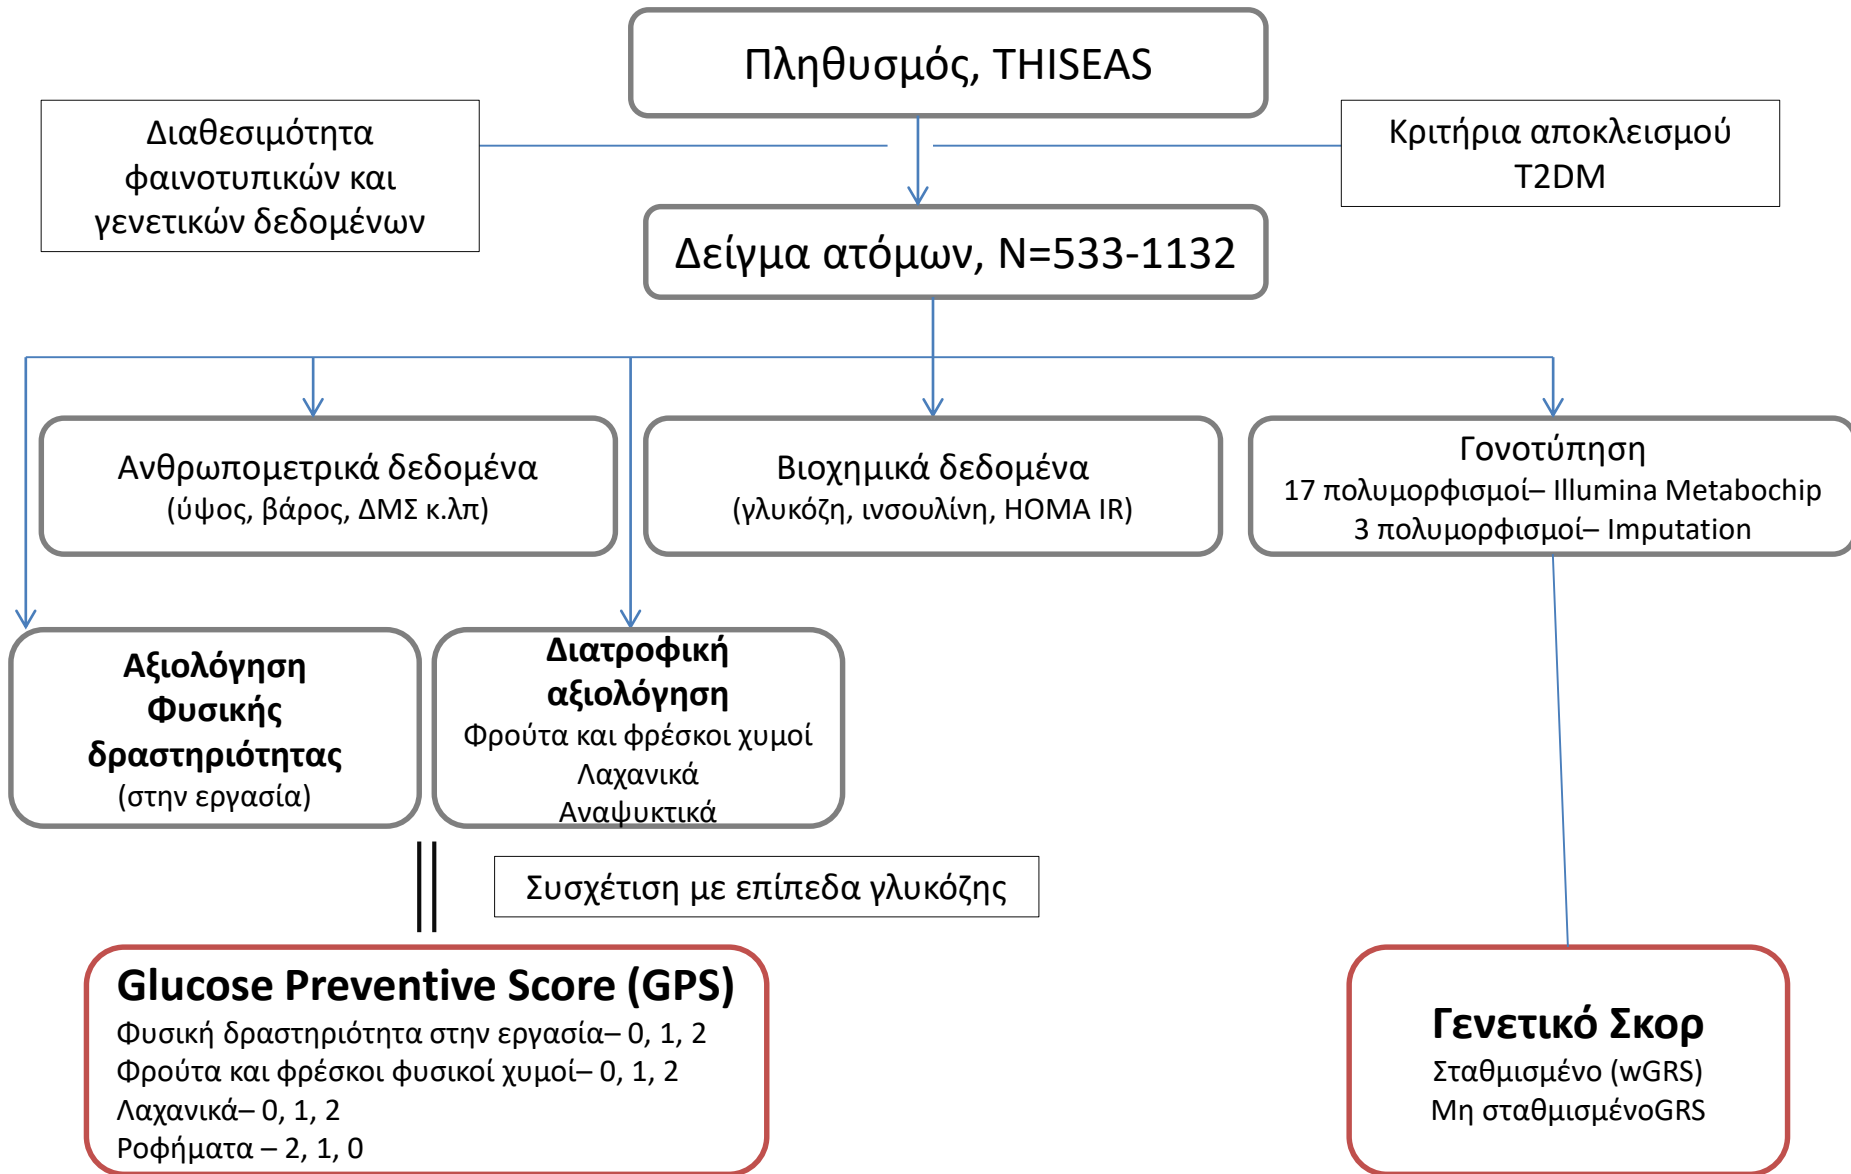 Πληθυσμός, THISEAS
Διαθεσιμότητα
φαινοτυπικών και
γενετικών δεδομένων
Κριτήρια αποκλεισμού
T2DM
Δείγμα ατόμων, N=533-1132
Ανθρωπομετρικά δεδομένα
(ύψος, βάρος, ΔΜΣ κ.λπ)
Βιοχημικά δεδομένα
(γλυκόζη, ινσουλίνη, HOMA IR)
Γονοτύπηση
17 πολυμορφισμοί– Illumina Metabochip
3 πολυμορφισμοί– Imputation
Αξιολόγηση
Φυσικής
δραστηριότητας
(στην εργασία)
Διατροφική
αξιολόγηση
Φρούτα και φρέσκοι χυμοί
Λαχανικά
Αναψυκτικά
Συσχέτιση με επίπεδα γλυκόζης
Glucose Preventive Score (GPS)
Φυσική δραστηριότητα στην εργασία– 0, 1, 2
Φρούτα και φρέσκοι φυσικοί χυμοί– 0, 1, 2
Λαχανικά– 0, 1, 2
Ροφήματα – 2, 1, 0
Γενετικό Σκορ
Σταθμισμένο (wGRS)
Μη σταθμισμένοGRS